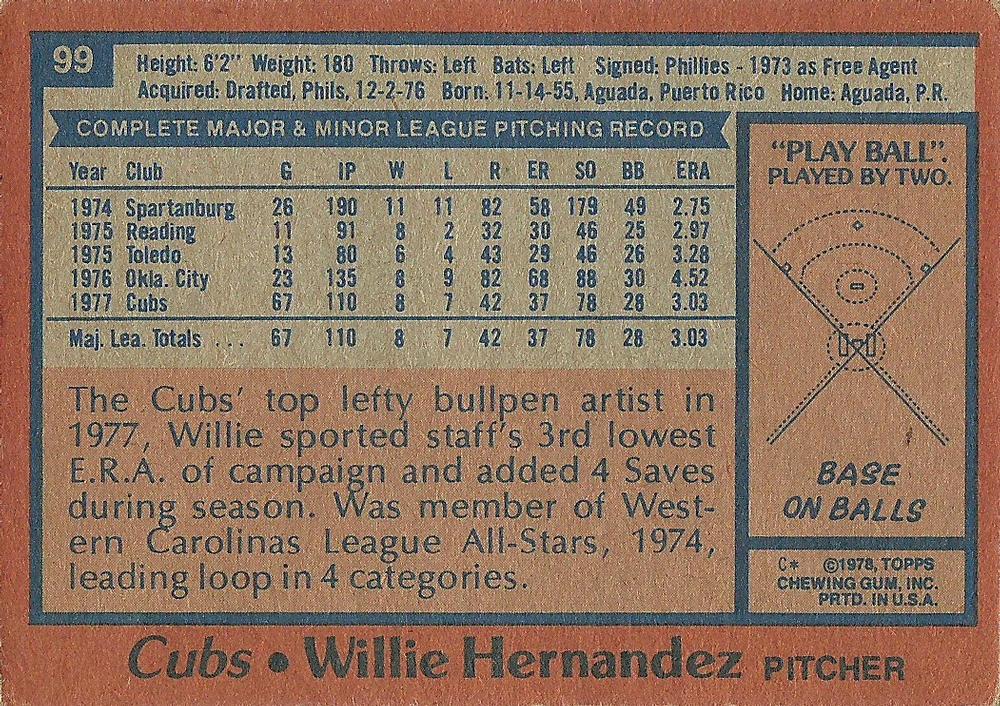 99
Height: 6'2" Weight: 180 Throws: Left Bats: Left Signed: Phillies - 1973 as Free Agent
Acquired: Drafted, Phils, 12-2-76 Born: 11-14-55, Aguada, Puerto Rico Home: Aguada, P.R.
COMPLETE MAJOR & MINOR LEAGUE PITCHING RECORD
Year Club G IP W L R ER SO BB ERA
1974 Spartanburg 26 190 11 11 82 58 179 49 2.75
1975 Reading 11 91 8 2 32 30 46 25 2.97
1975 Toledo 13 80 6 4 43 29 46 26 3.28
1976 Okla. City 23 135 8 9 82 68 88 30 4.52
1977 Cubs 67 110 8 7 42 37 78 28 3.03
Maj. Lea. Totals ... 67 110 8 7 42 37 78 28 3.03
The Cubs' top lefty bullpen artist in
1977, Willie sported staff's 3rd lowest
E.R.A. of campaign and added 4 Saves
during season. Was member of West-
ern Carolinas League All-Stars, 1974,
leading loop in 4 categories.
"PLAY BALL".
PLAYED BY TWO.
BASE
ON BALLS
C* ©1978, TOPPS
CHEWING GUM, INC.
PRTD. IN U.S.A.
Cubs • Willie Hernandez PITCHER